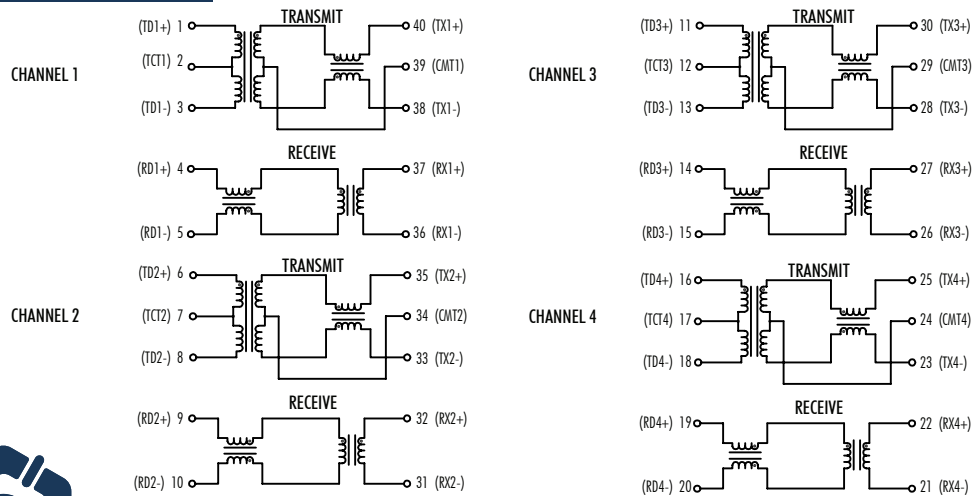 TRANSMIT
(TD1+) 1
40 (TX1+)
CHANNEL 1
(TCT1) 2
39 (CMT1)
(TD1-) 3
38 (TX1-)
RECEIVE
(RD1+) 4
37 (RX1+)
(RD1-) 5
36 (RX1-)
TRANSMIT
(TD2+) 6
35 (TX2+)
CHANNEL 2
(TCT2) 7
34 (CMT2)
(TD2-) 8
33 (TX2-)
RECEIVE
(RD2+) 9
32 (RX2+)
(RD2-) 10
31 (RX2-)
TRANSMIT
(TD3+) 11
30 (TX3+)
CHANNEL 3
(TCT3) 12
29 (CMT3)
(TD3-) 13
28 (TX3-)
RECEIVE
(RD3+) 14
27 (RX3+)
(RD3-) 15
26 (RX3-)
TRANSMIT
(TD4+) 16
25 (TX4+)
CHANNEL 4
(TCT4) 17
24 (CMT4)
(TD4-) 18
23 (TX4-)
RECEIVE
(RD4+) 19
22 (RX4+)
(RD4-) 20
21 (RX4-)